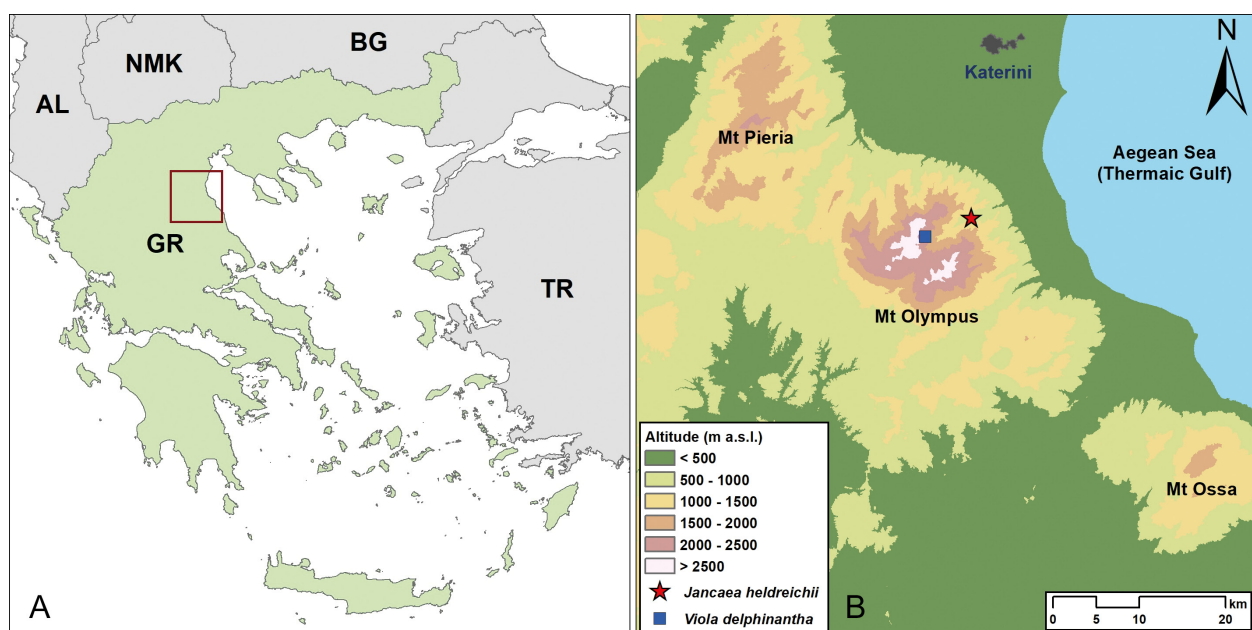 BG
NMK
AL
GR
TR
A
N
Katerini
Mt Pieria
Aegean Sea
(Thermaic Gulf)
Mt Olympus
Mt Ossa
Altitude (m a.s.l.)
< 500
500 - 1000
1000 - 1500
1500 - 2000
2000 - 2500
> 2500
Jancaea heldreichii
Viola delphinantha
B
km
0 5 10 20